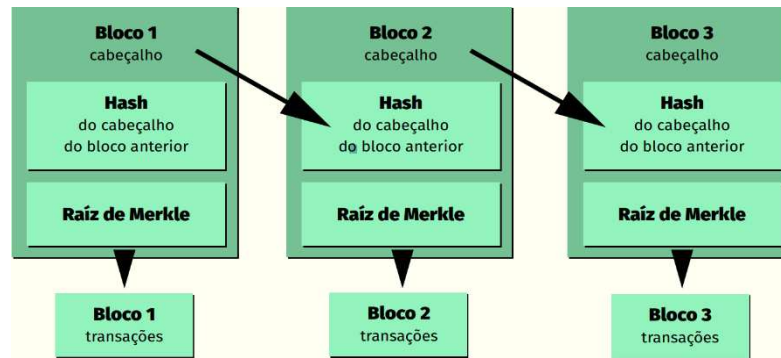 Bloco 1
cabeçalho
Hash
do cabeçalho
do bloco anterior
Raíz de Merkle
Bloco 1
transações
Bloco 2
cabeçalho
Hash
do cabeçalho
do bloco anterior
Raíz de Merkle
Bloco 2
transações
Bloco 3
cabeçalho
Hash
do cabeçalho
do bloco anterior
Raíz de Merkle
Bloco 3
transações